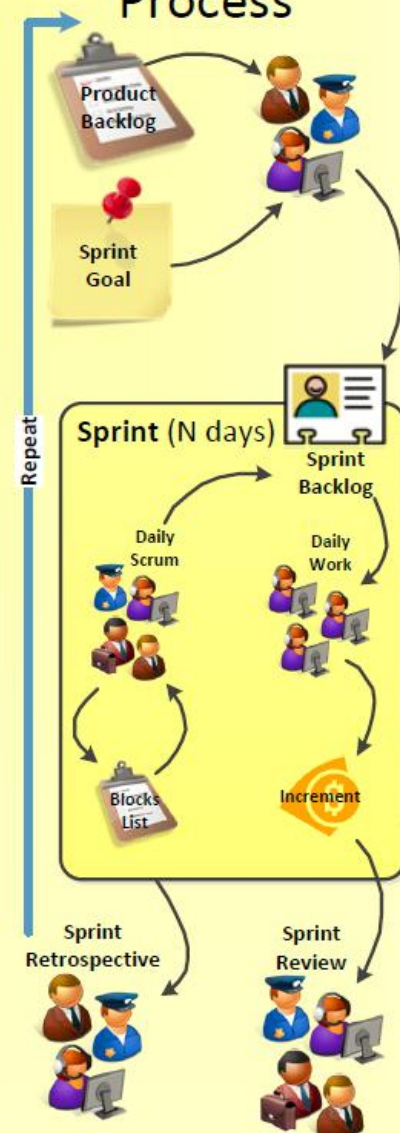 Process
Product
Backlog
Sprint
Goal
Repeat
Sprint (N days)
Sprint
Backlog
Daily
Scrum
Daily
Work
Blocks
List
Increment
Sprint
Retrospective
Sprint
Review